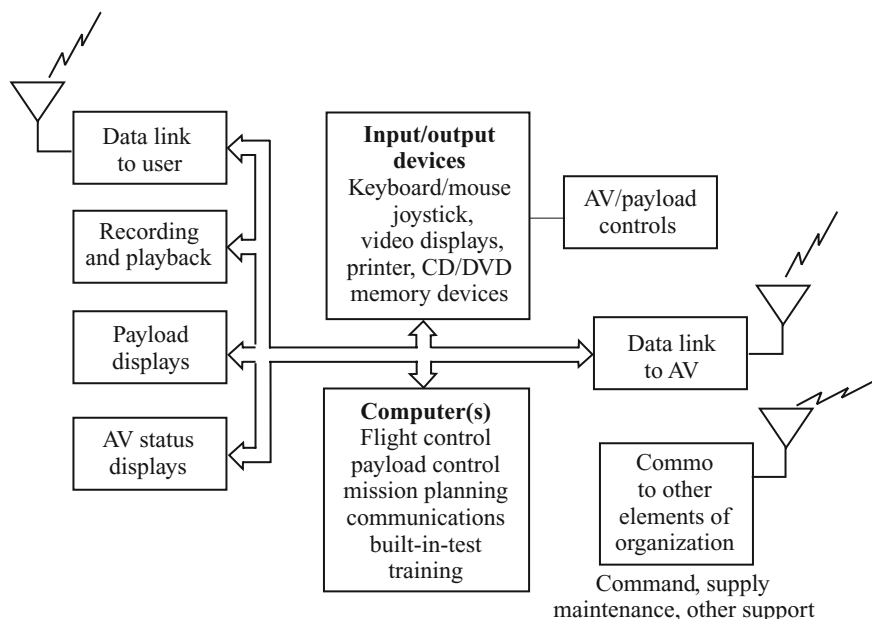 Data link
to user
Recording
and playback
Payload
displays
AV status
displays
Input/output
devices
Keyboard/mouse
joystick,
video displays,
printer, CD/DVD
memory devices
Computer(s)
Flight control
payload control
mission planning
communications
built-in-test
training
AV/payload
controls
Data link
to AV
Commo
to other
elements of
organization
Command, supply
maintenance, other support